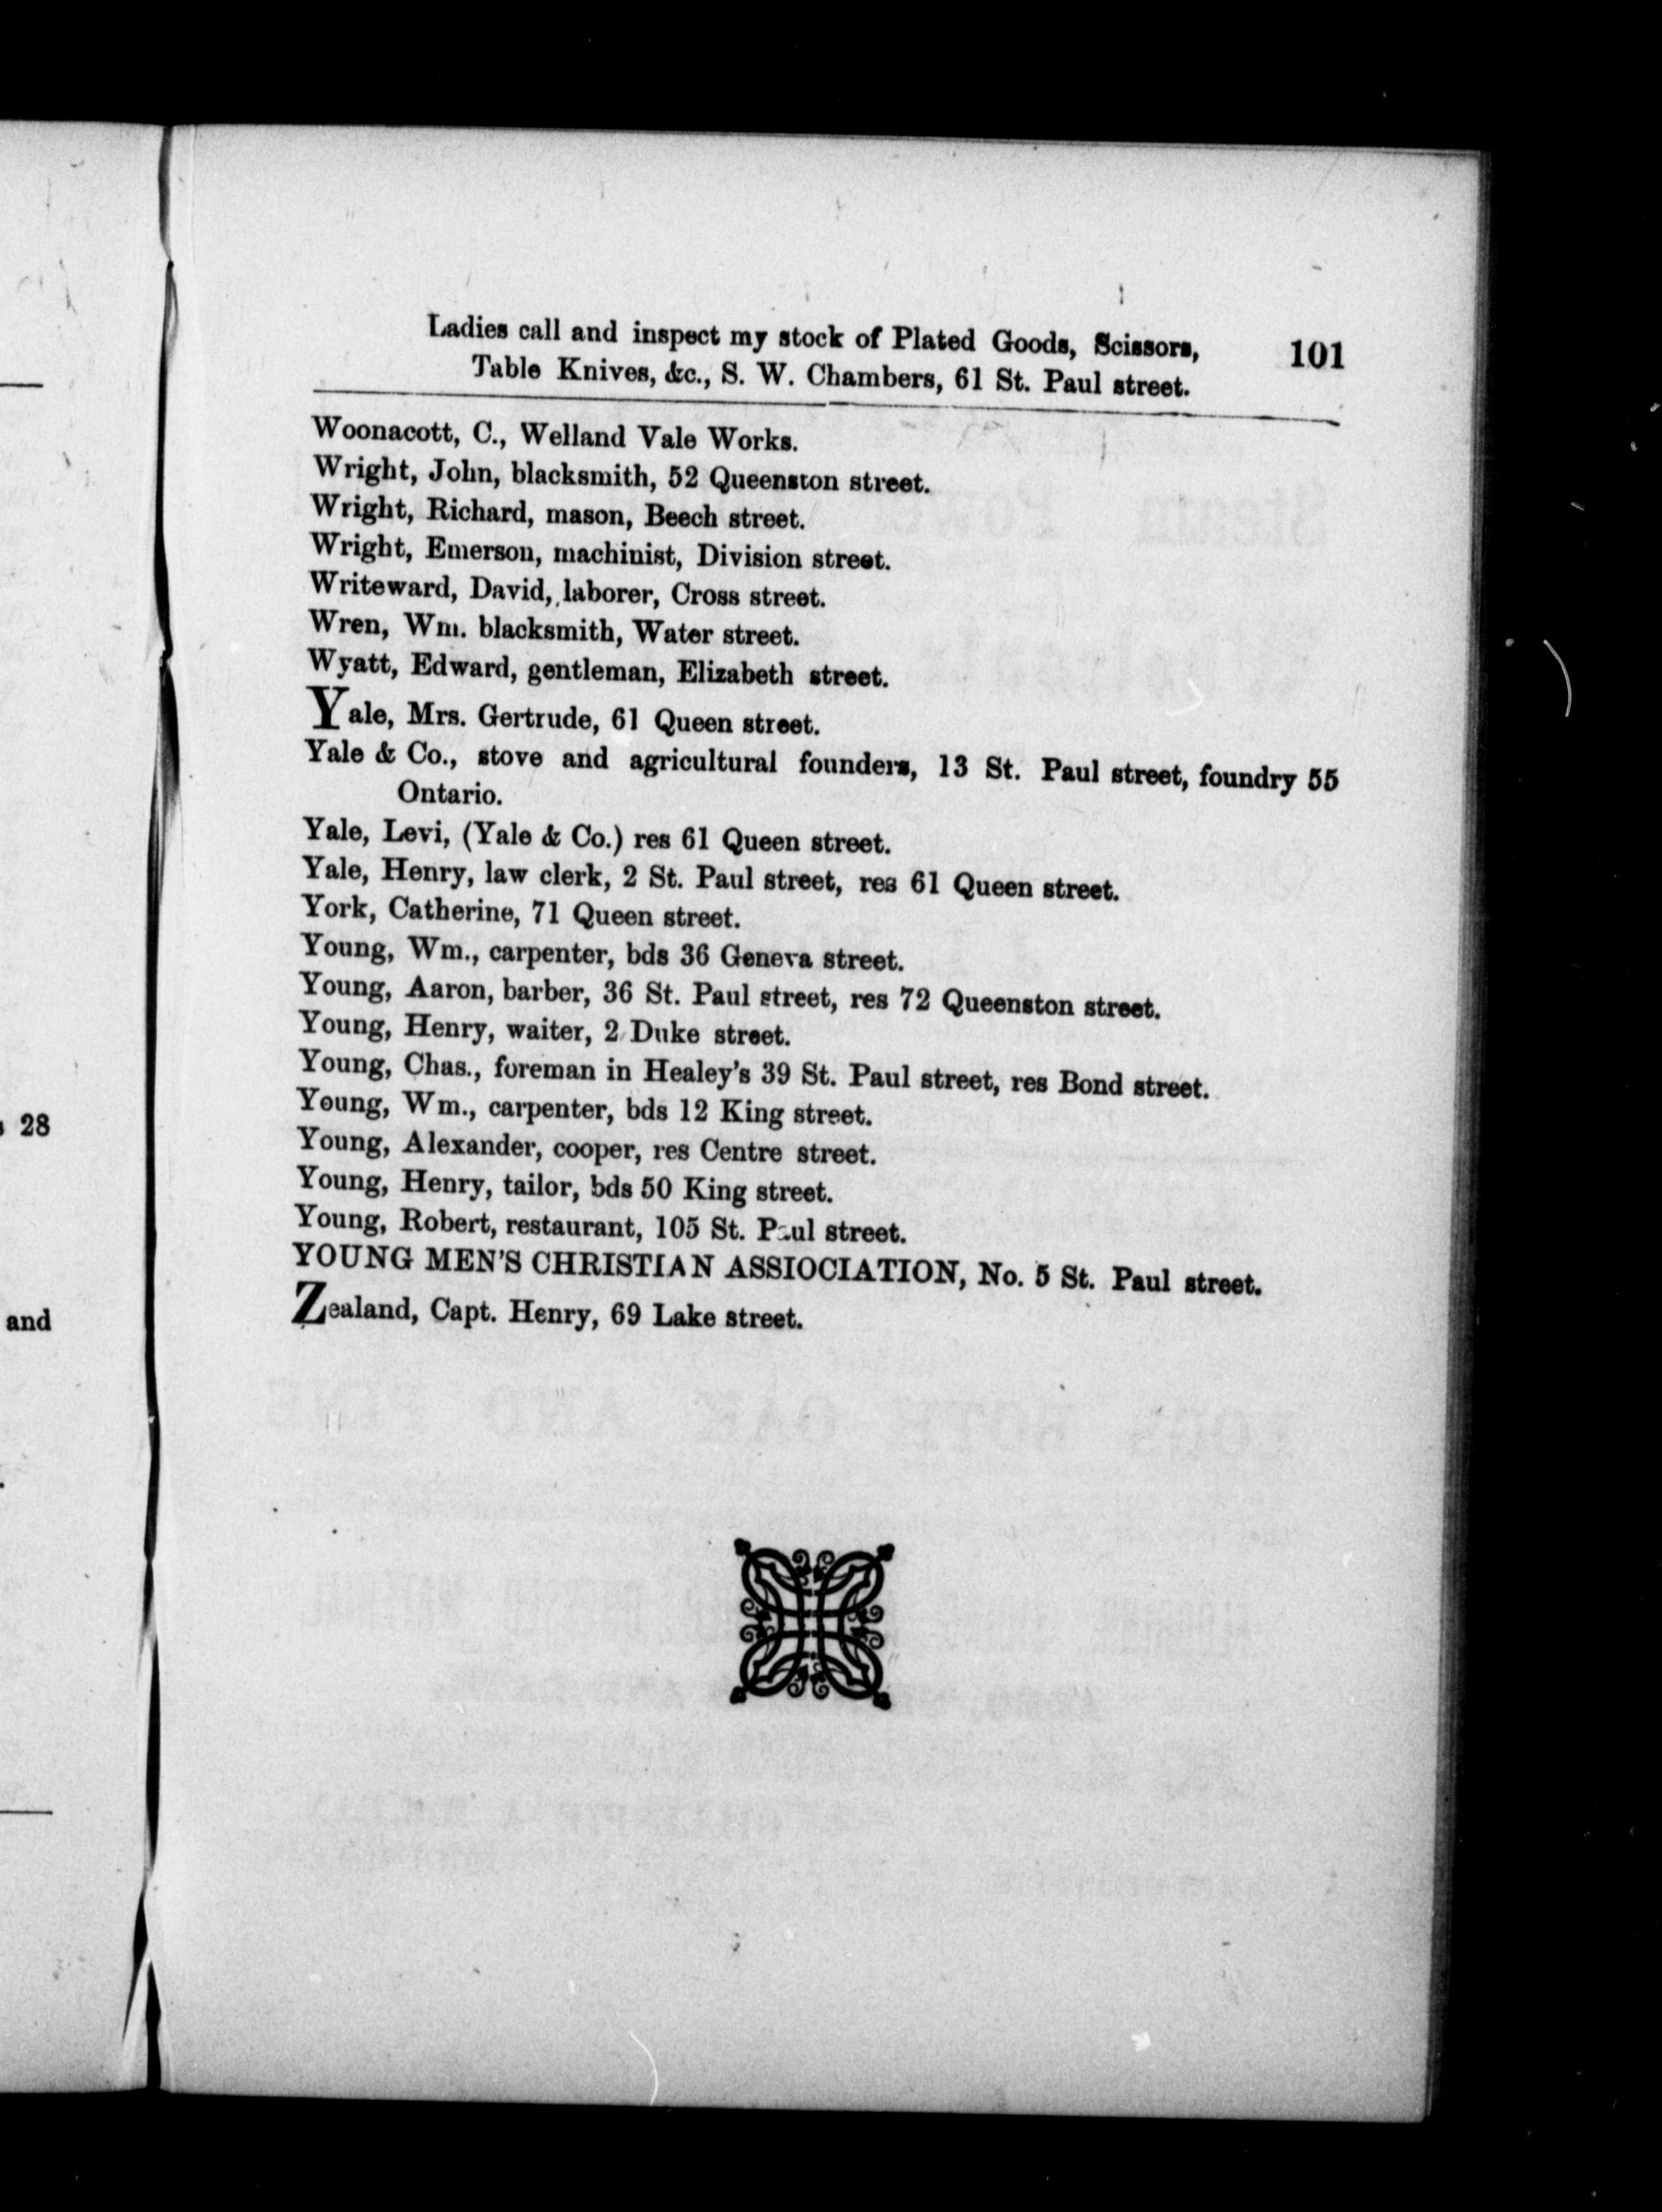 Ladies call and inspect my stock of Plated Goods, Scissors,
Table Knives, &c., S. W. Chambers, 61 St. Paul street.
101
Woonacott, C., Welland Vale Works.
Wright, John, blacksmith, 52 Queenston street.
Wright, Richard, mason, Beech street.
Wright, Emerson, machinist, Division street.
Writeward, David, laborer, Cross street.
Wren, Wm. blacksmith, Water street.
Wyatt, Edward, gentleman, Elizabeth street.
Yale, Mrs. Gertrude, 61 Queen street.
Yale & Co., stove and agricultural founders, 13 St. Paul street, foundry 55
Ontario.
Yale, Levi, (Yale & Co.) res 61 Queen street.
Yale, Henry, law clerk, 2 St. Paul street, res 61 Queen street.
York, Catherine, 71 Queen street.
Young, Wm., carpenter, bds 36 Geneva street.
Young, Aaron, barber, 36 St. Paul street, res 72 Queenston street.
Young, Henry, waiter, 2 Duke street.
Young, Chas., foreman in Healey's 39 St. Paul street, res Bond street.
Young, Wm., carpenter, bds 12 King street.
Young, Alexander, cooper, res Centre street.
Young, Henry, tailor, bds 50 King street.
Young, Robert, restaurant, 105 St. Paul street.
YOUNG MEN'S CHRISTIAN ASSIOCIATION, No. 5 St. Paul street.
Zealand, Capt. Henry, 69 Lake street.
28
and